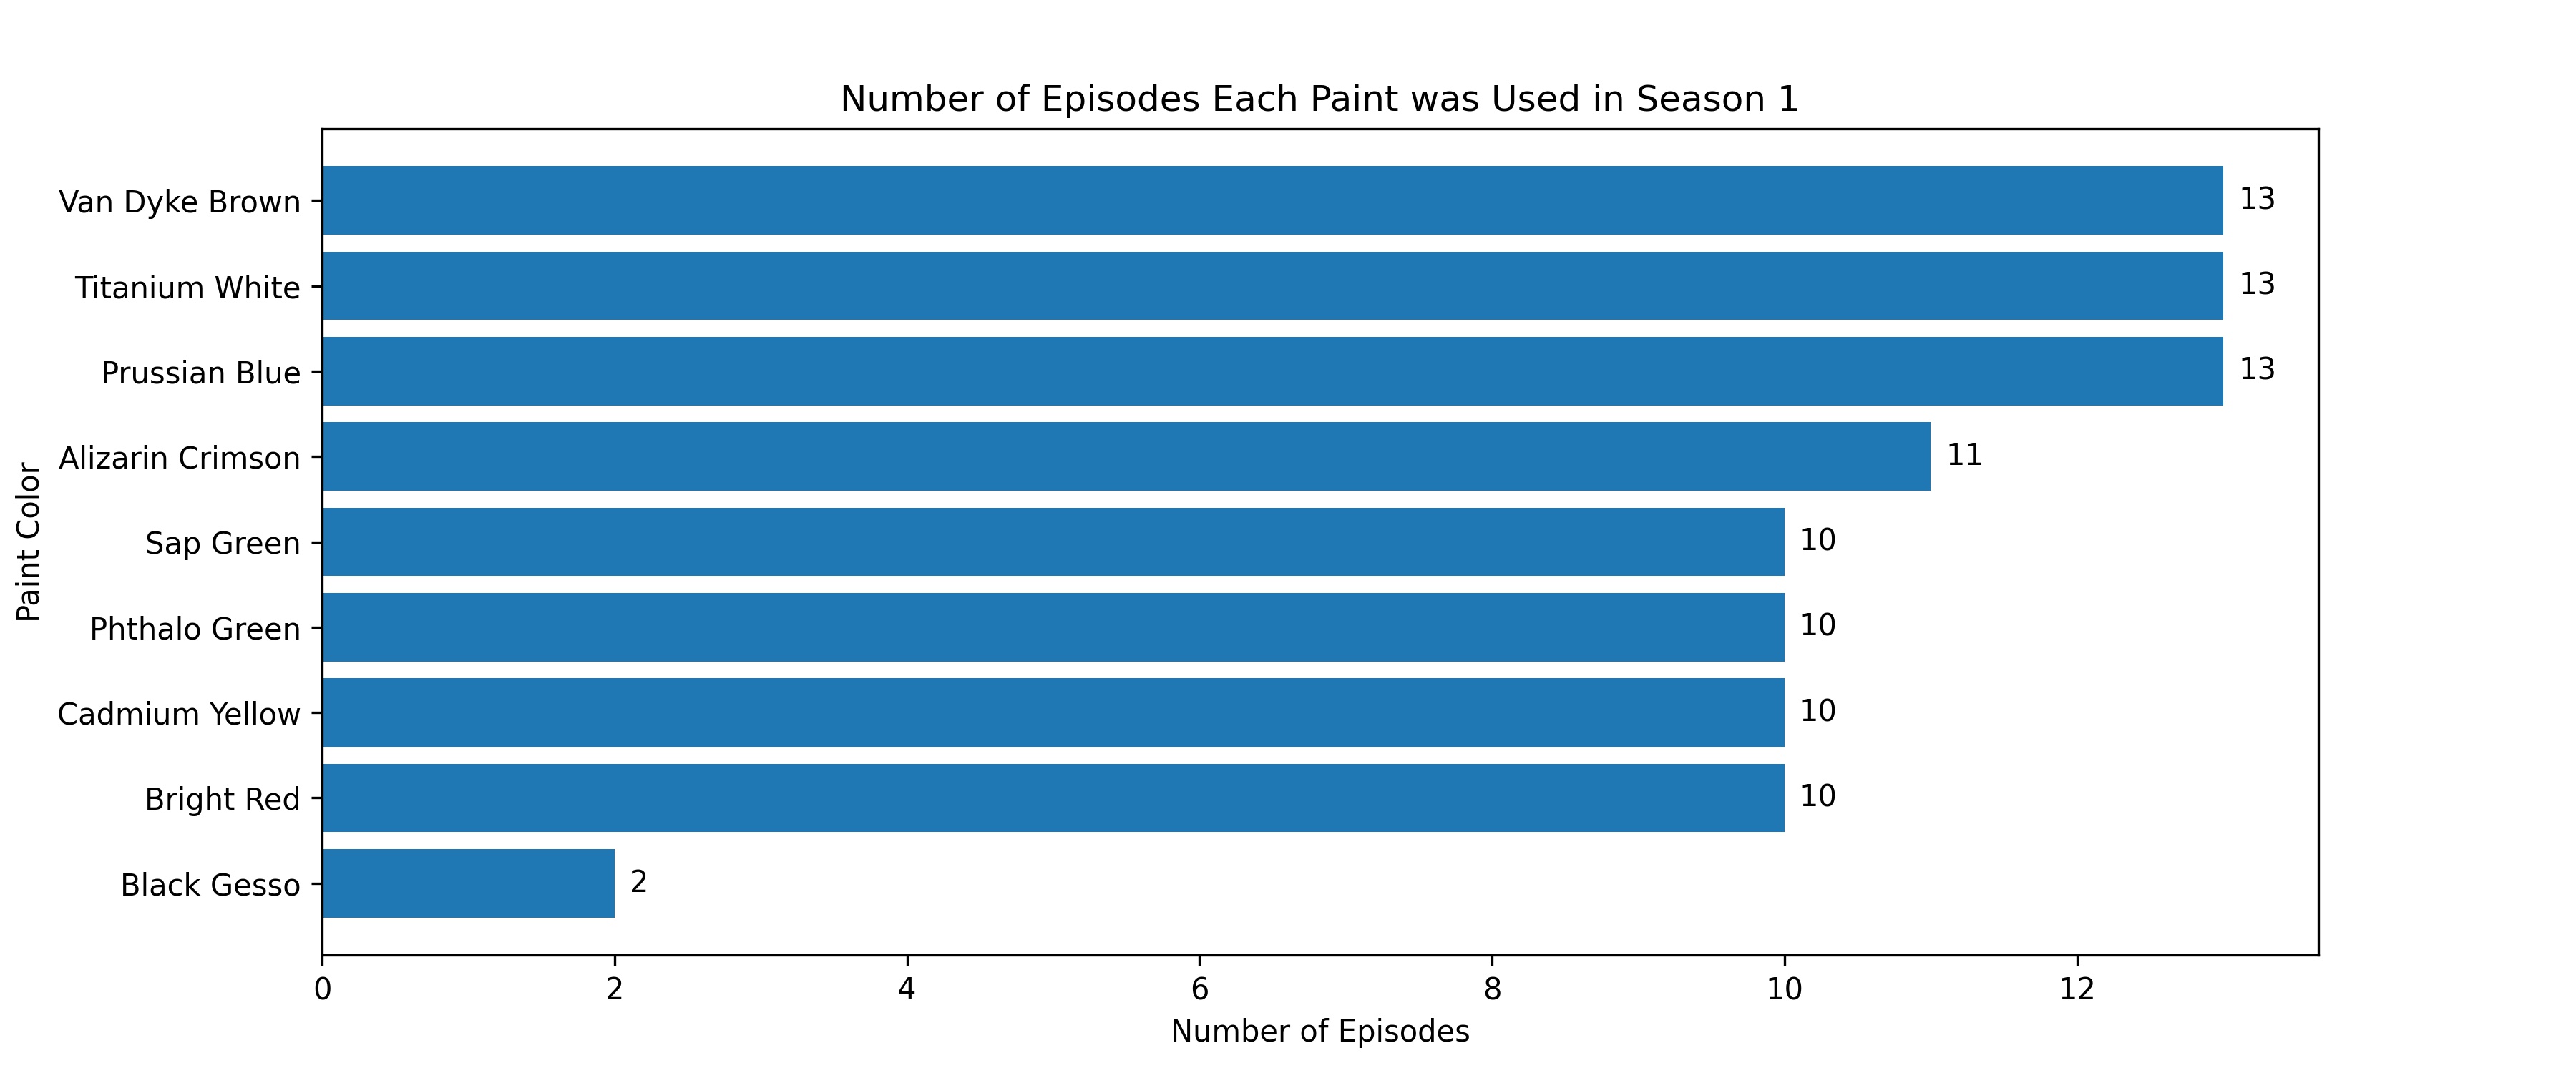 Number of Episodes Each Paint was Used in Season 1
Paint Color
Van Dyke Brown 13
Titanium White 13
Prussian Blue 13
Alizarin Crimson 11
Sap Green 10
Phthalo Green 10
Cadmium Yellow 10
Bright Red 10
Black Gesso 2
0 2 4 6 8 10 12
Number of Episodes